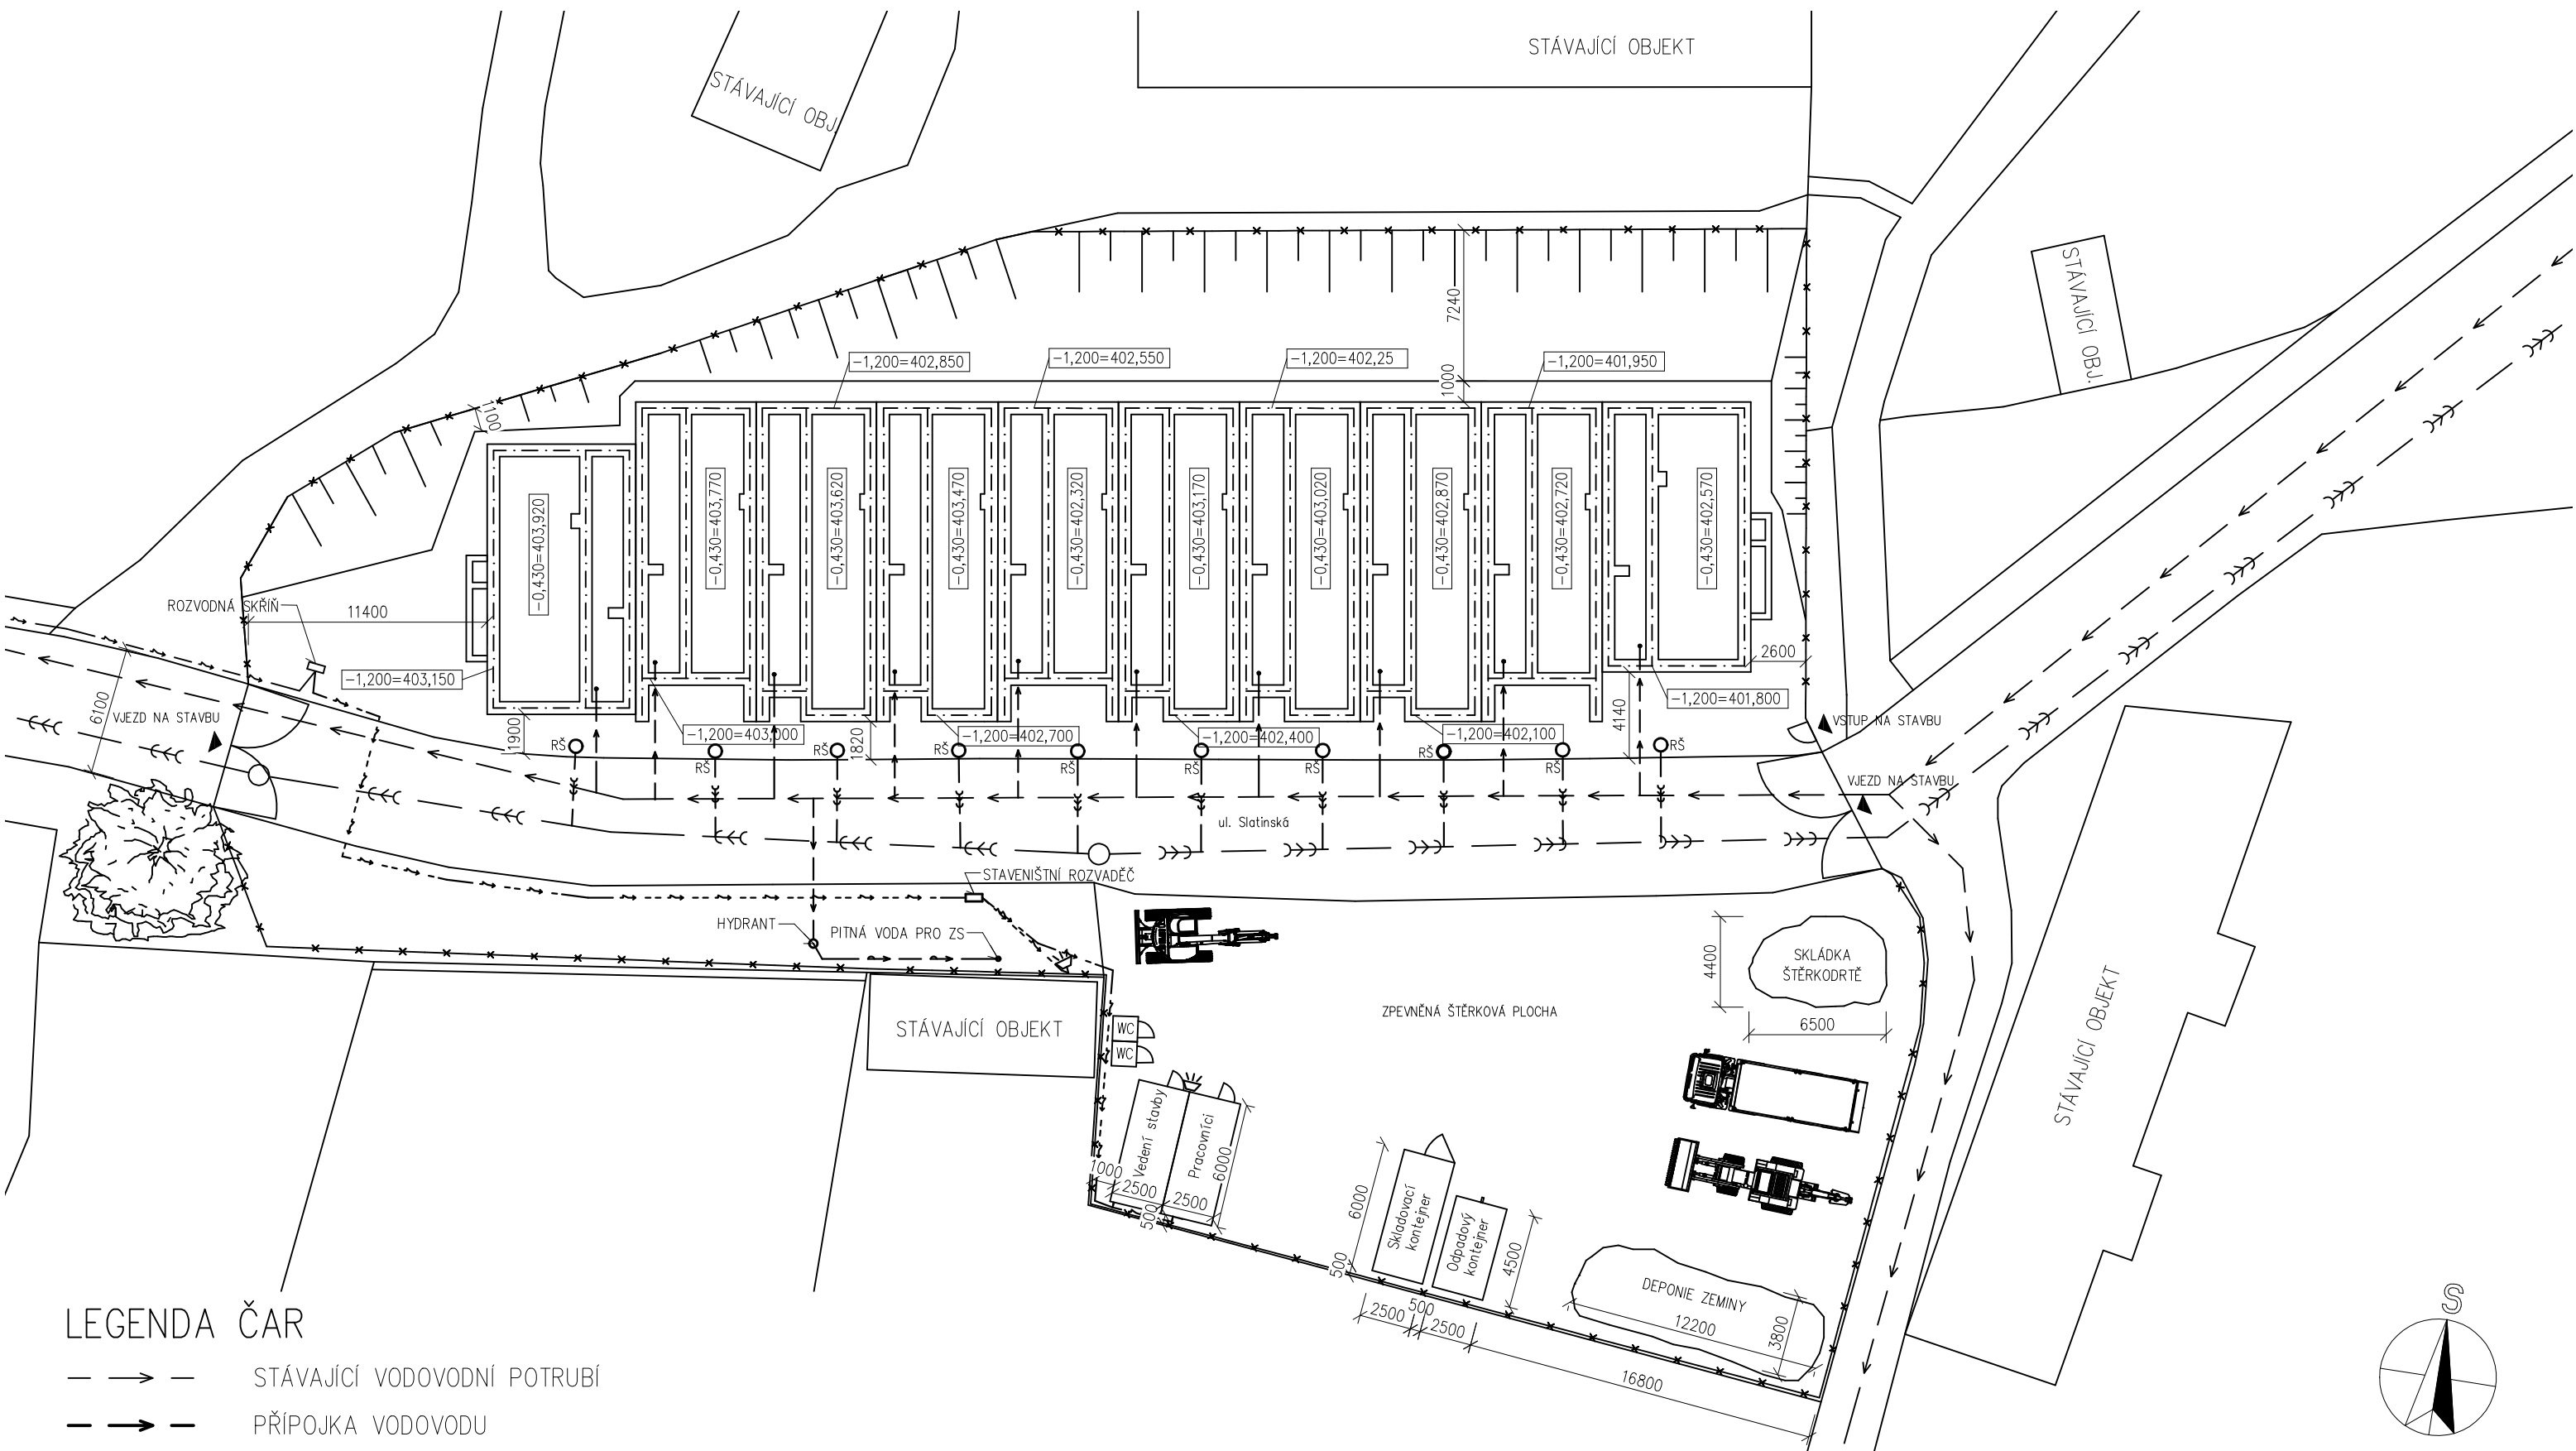 STÁVAJÍCÍ OBJEKT
STÁVAJÍCÍ OBJ.
STÁVAJÍCÍ OBJ.
7240
1000
-1,200=402,850
-1,200=402,550
-1,200=402,25
-1,200=401,950
1100
-0,430=403,920
-0,430=403,770
-0,430=403,620
-0,430=403,470
-0,430=402,320
-0,430=403,170
-0,430=403,020
-0,430=402,870
-0,430=402,720
-0,430=402,570
ROZVODNÁ SKŘÍŇ
11400
2600
-1,200=403,150
-1,200=401,800
6100
VJEZD NA STAVBU
1900
-1,200=403,000
1820
-1,200=402,700
-1,200=402,400
-1,200=402,100
4140
VSTUP NA STAVBU
RŠ
RŠ
RŠ
RŠ
RŠ
RŠ
RŠ
RŠ
RŠ
VJEZD NA STAVBU
ul. Slatinská
STAVENIŠTNÍ ROZVADĚČ
HYDRANT
PITNÁ VODA PRO ZS
4400
SKLÁDKA
ŠTĚRKODRTĚ
6500
ZPEVNĚNÁ ŠTĚRKOVÁ PLOCHA
STÁVAJÍCÍ OBJEKT
WC
WC
STÁVAJÍCÍ OBJEKT
Vedení stavby
Pracovníci
6000
1000
2500
2500
500
6000
Skladovací
kontejner
Odpadový
kontejner
4500
500
2500
500
2500
DEPONIE ZEMINY
12200
3800
16800
S
LEGENDA ČAR
STÁVAJÍCÍ VODOVODNÍ POTRUBÍ
PŘÍPOJKA VODOVODU